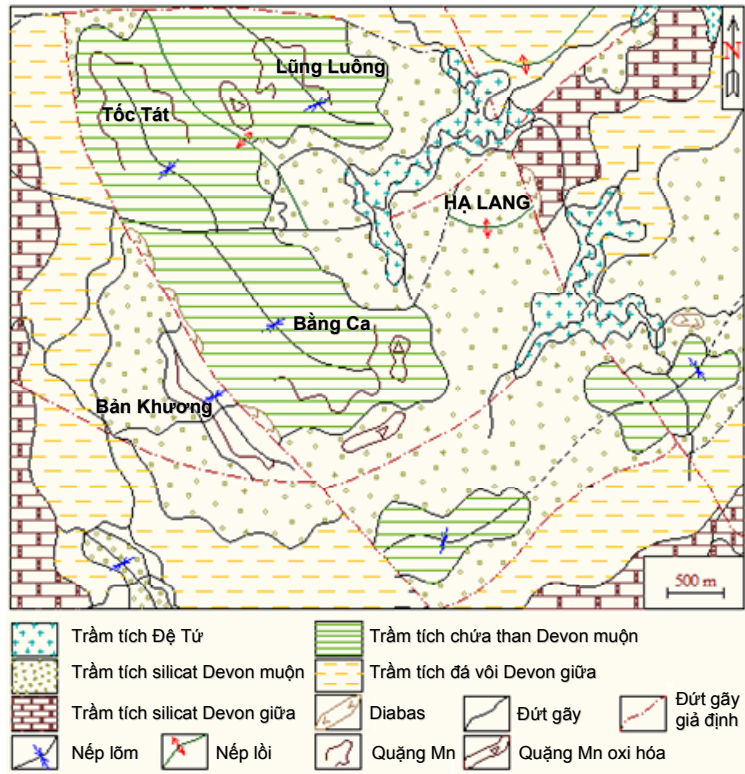 N
Lũng Luông
Tốc Tát
HẠ LANG
Bằng Ca
Bản Khương
500 m
Trầm tích Đệ Tứ
Trầm tích chứa than Devon muộn
Trầm tích silicat Devon muộn
Trầm tích đá vôi Devon giữa
Trầm tích silicat Devon giữa
Diabas
Đứt gãy
Đứt gãy
giả định
Nếp lõm
Nếp lồi
Quặng Mn
Quặng Mn oxi hóa